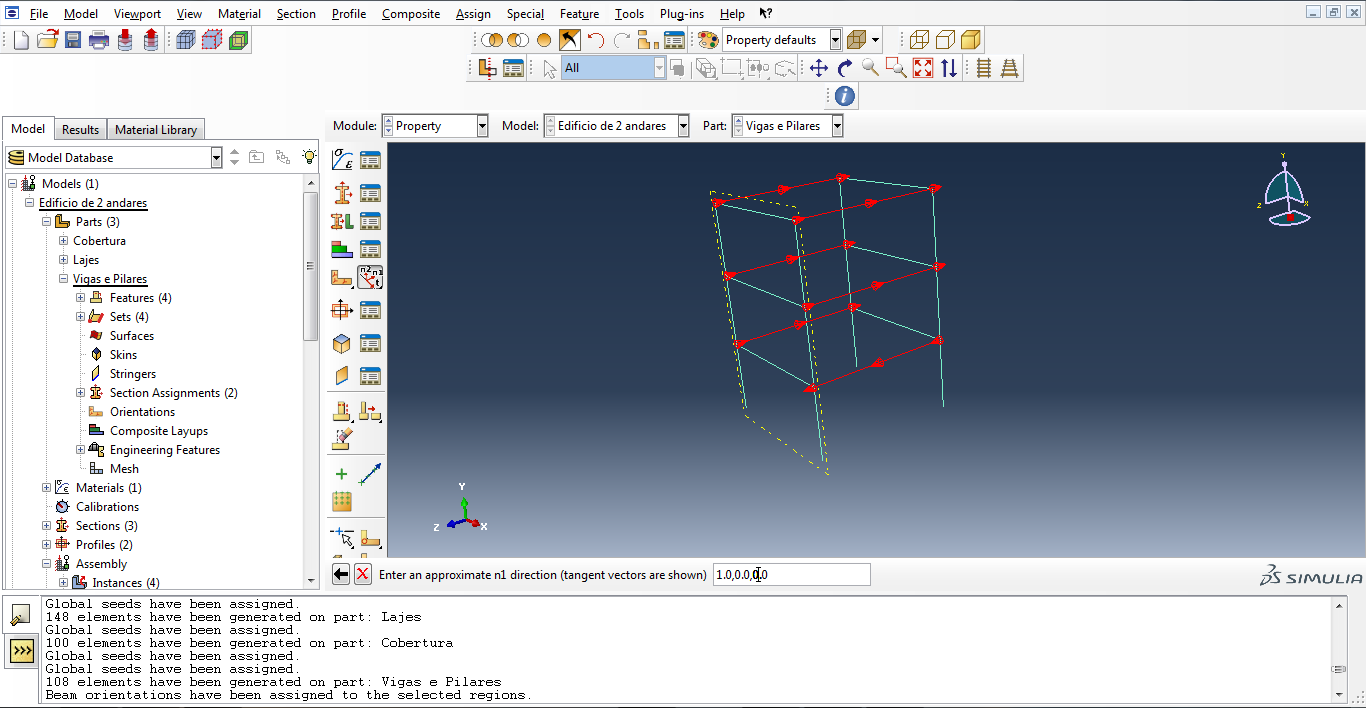 File Model Viewport View Material Section Profile Composite Assign Special Feature Tools Plug-ins Help
Property defaults
All
Model Results Material Library
Module: Property Model: Edificio de 2 andares Part: Vigas e Pilares
Model Database
Models (1)
Edificio de 2 andares
Parts (3)
Cobertura
Lajes
Vigas e Pilares
Features (4)
Sets (4)
Surfaces
Skins
Stringers
Section Assignments (2)
Orientations
Composite Layups
Engineering Features
Mesh
Materials (1)
Calibrations
Sections (3)
Profiles (2)
Assembly
Instances (4)
Y
Z
X
Y
Z
X
Enter an approximate n1 direction (tangent vectors are shown) 1.0,0.0,0.0
SIMULIA
Global seeds have been assigned.
148 elements have been generated on part: Lajes
Global seeds have been assigned.
100 elements have been generated on part: Cobertura
Global seeds have been assigned.
Global seeds have been assigned.
108 elements have been generated on part: Vigas e Pilares
Beam orientations have been assigned to the selected regions.